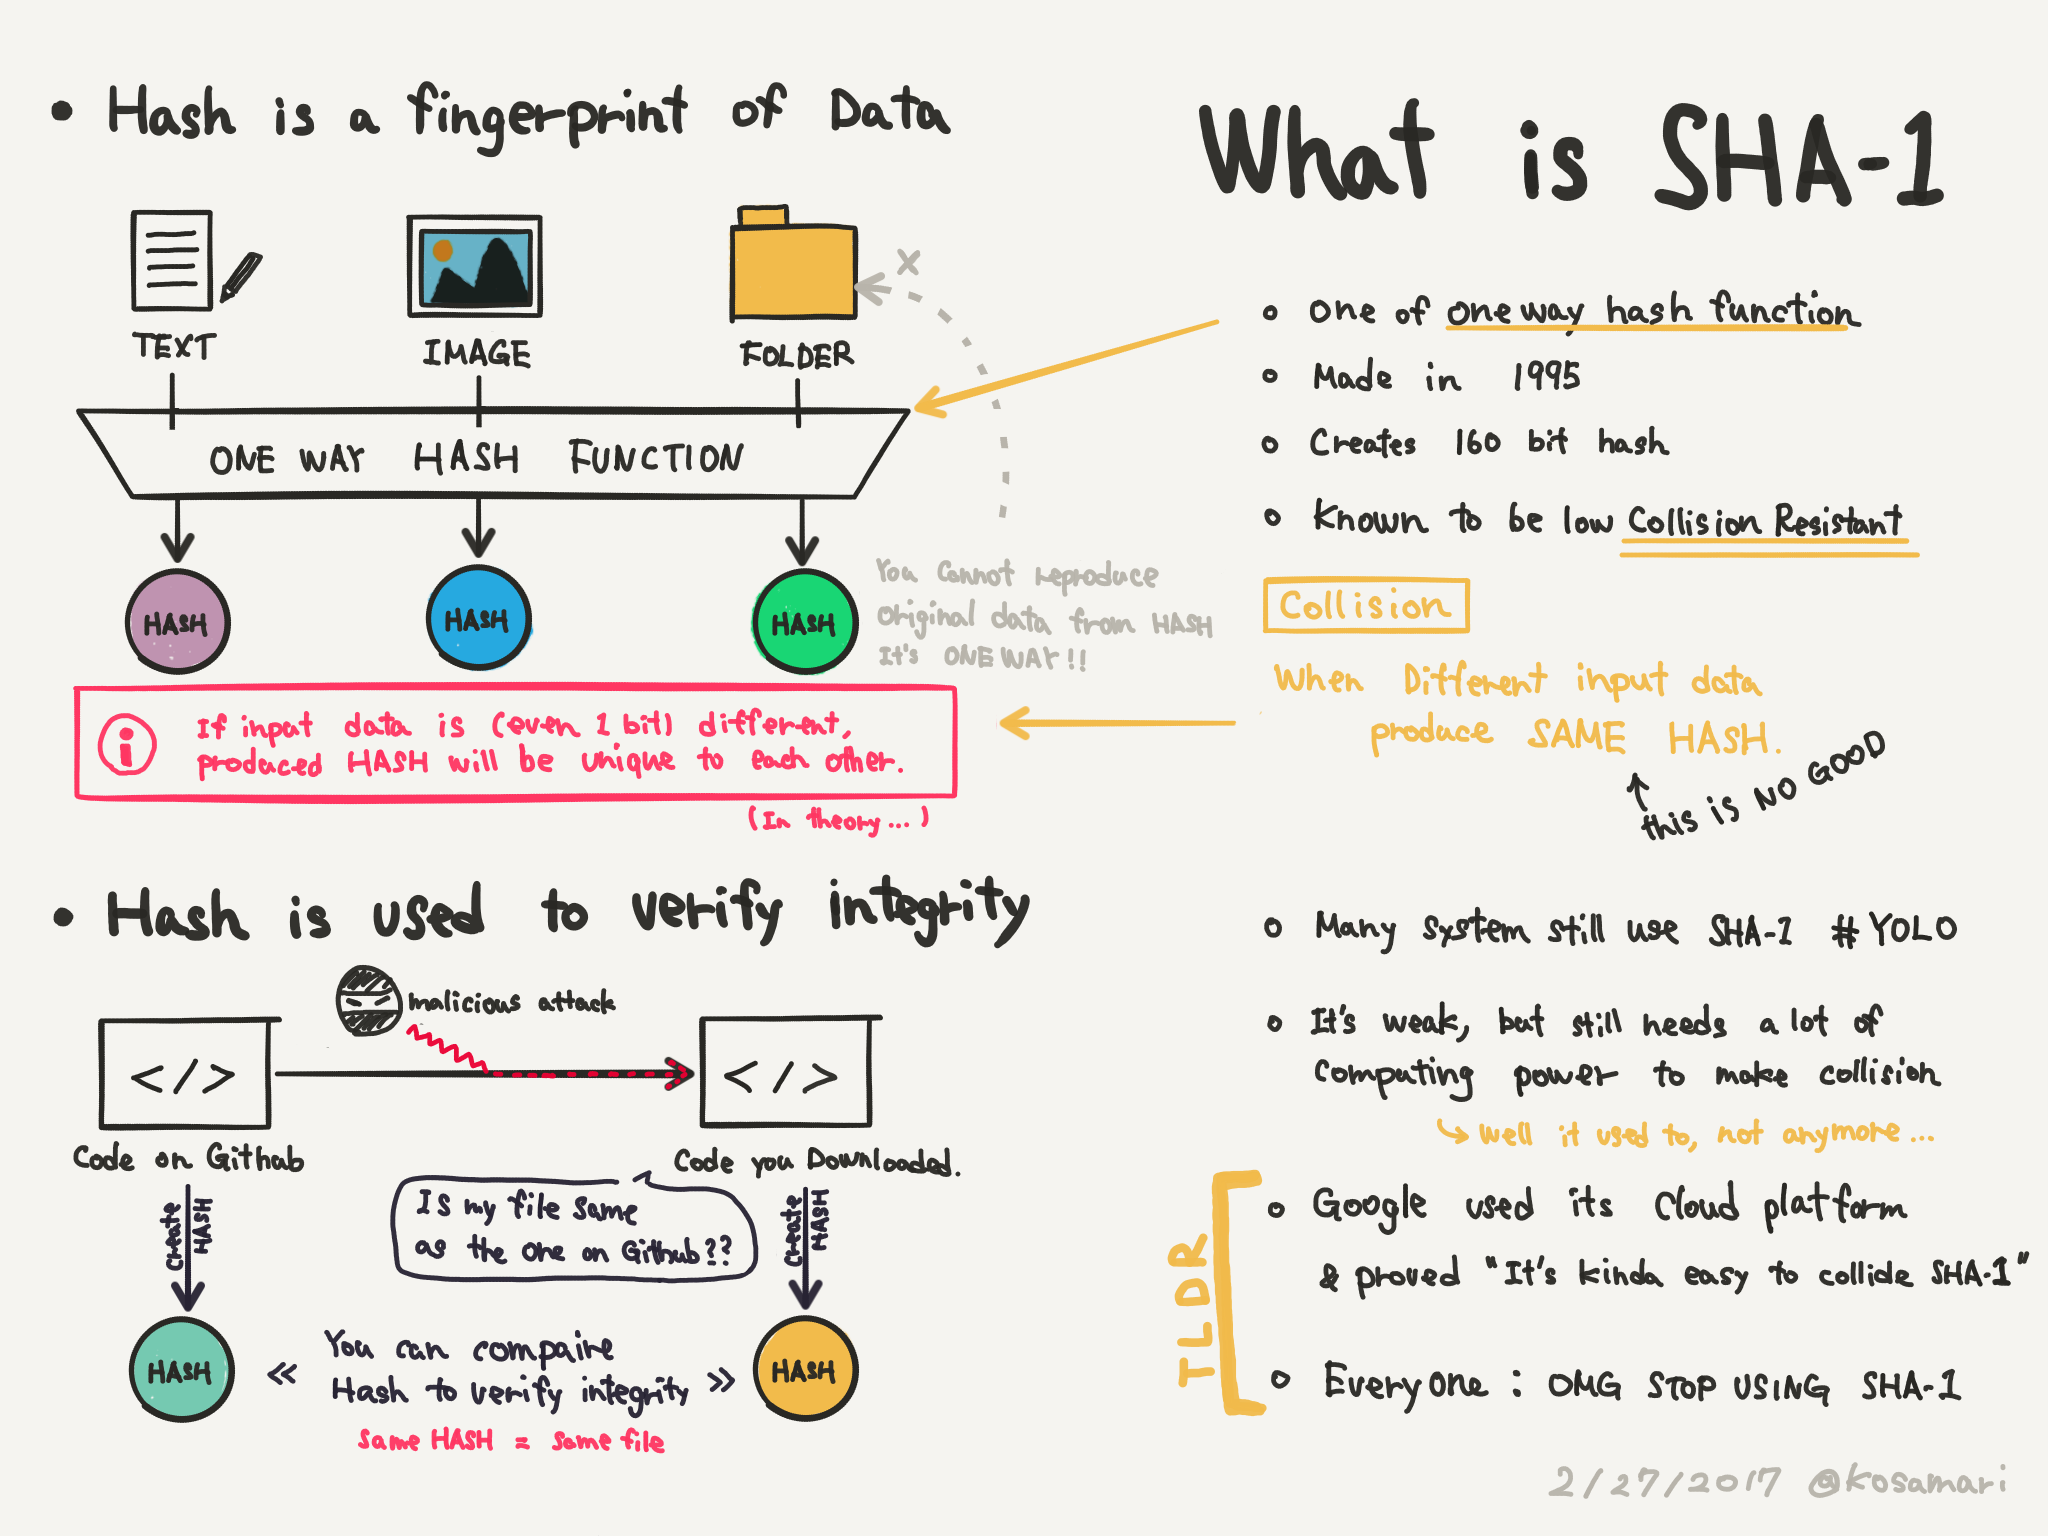 • Hash is a fingerprint of Data
TEXT
IMAGE
FOLDER
x
ONE WAY HASH FUNCTION
HASH
HASH
HASH
You Cannot reproduce
Original data from HASH
It's ONE WAY!!
i
If input data is (even 1 bit) different,
produced HASH will be unique to each other.
(In theory...)
• Hash is used to verify integrity
malicious attack
</>
</>
Code on Githab
Code you Downloaded.
create
HASH
Is my file same
as the one on Github??
create
HASH
HASH
« You can compaire
Hash to verify integrity »
same HASH = same file
HASH
What is SHA-1
o One of one way hash function
o Made in 1995
o Creates 160 bit hash
o Known to be low Collision Resistant
Collision
When Different input data
produce SAME HASH.
this is NO GOOD
o Many system still use SHA-1 #YOLO
o It's weak, but still needs a lot of
computing power to make collision
well it used to, not anymore...
TLDR
o Google used its Cloud platform
& proved "It's kinda easy to collide SHA-1"
o Everyone : OMG STOP USING SHA-1
2/27/2017 @kosamari